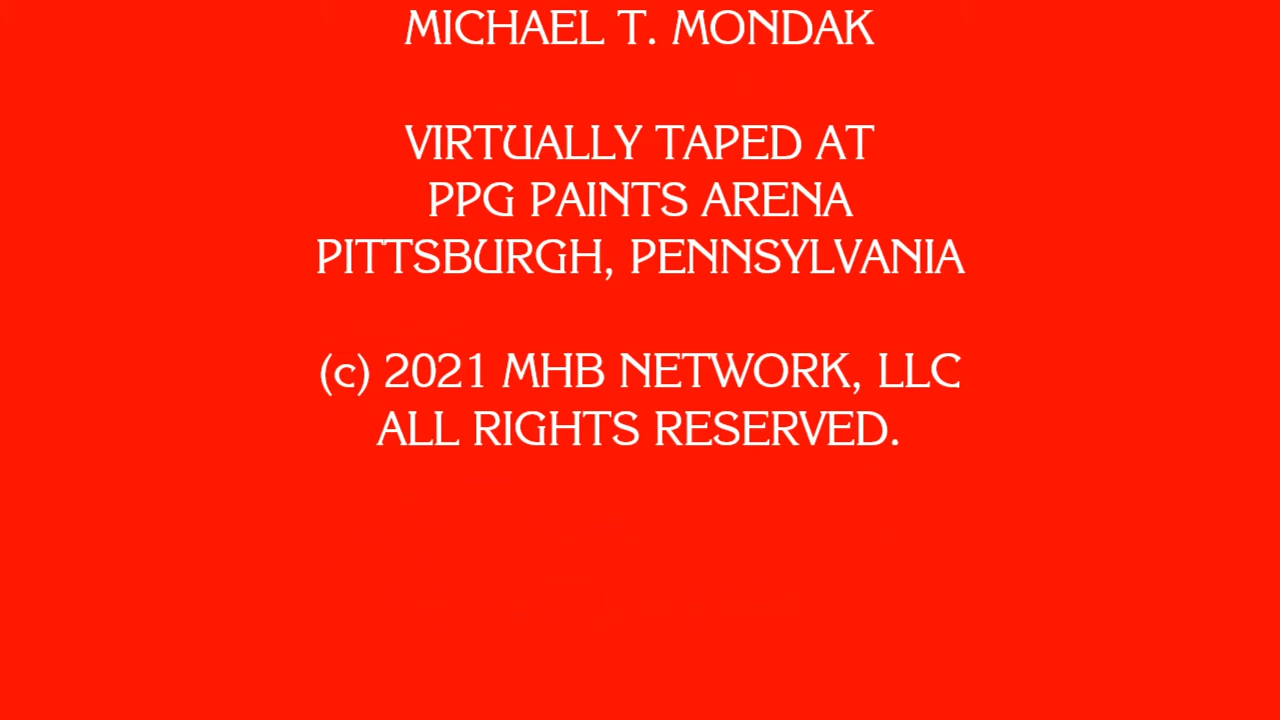 MICHAEL T. MONDAK
VIRTUALLY TAPED AT
PPG PAINTS ARENA
PITTSBURGH, PENNSYLVANIA
(c) 2021 MHB NETWORK, LLC
ALL RIGHTS RESERVED.